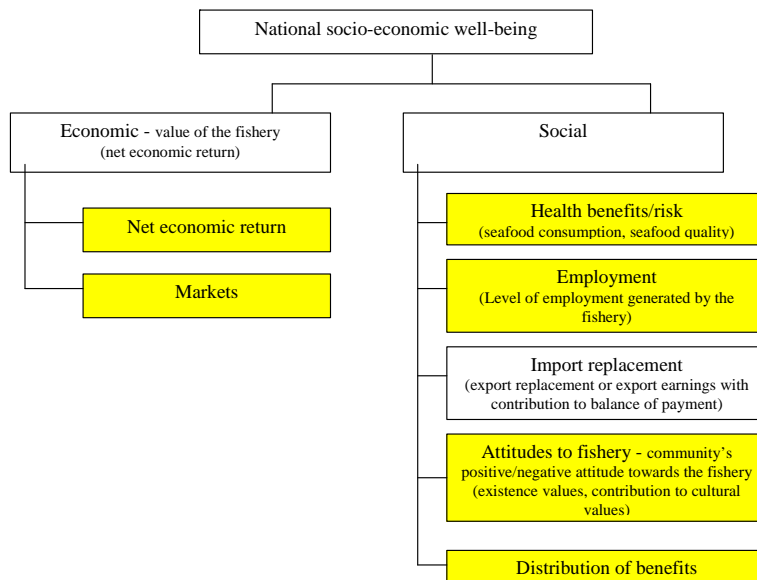 National socio-economic well-being
Economic - value of the fishery
(net economic return)
Net economic return
Markets
Social
Health benefits/risk
(seafood consumption, seafood quality)
Employment
(Level of employment generated by the
fishery)
Import replacement
(export replacement or export earnings with
contribution to balance of payment)
Attitudes to fishery - community's
positive/negative attitude towards the fishery
(existence values, contribution to cultural
values)
Distribution of benefits